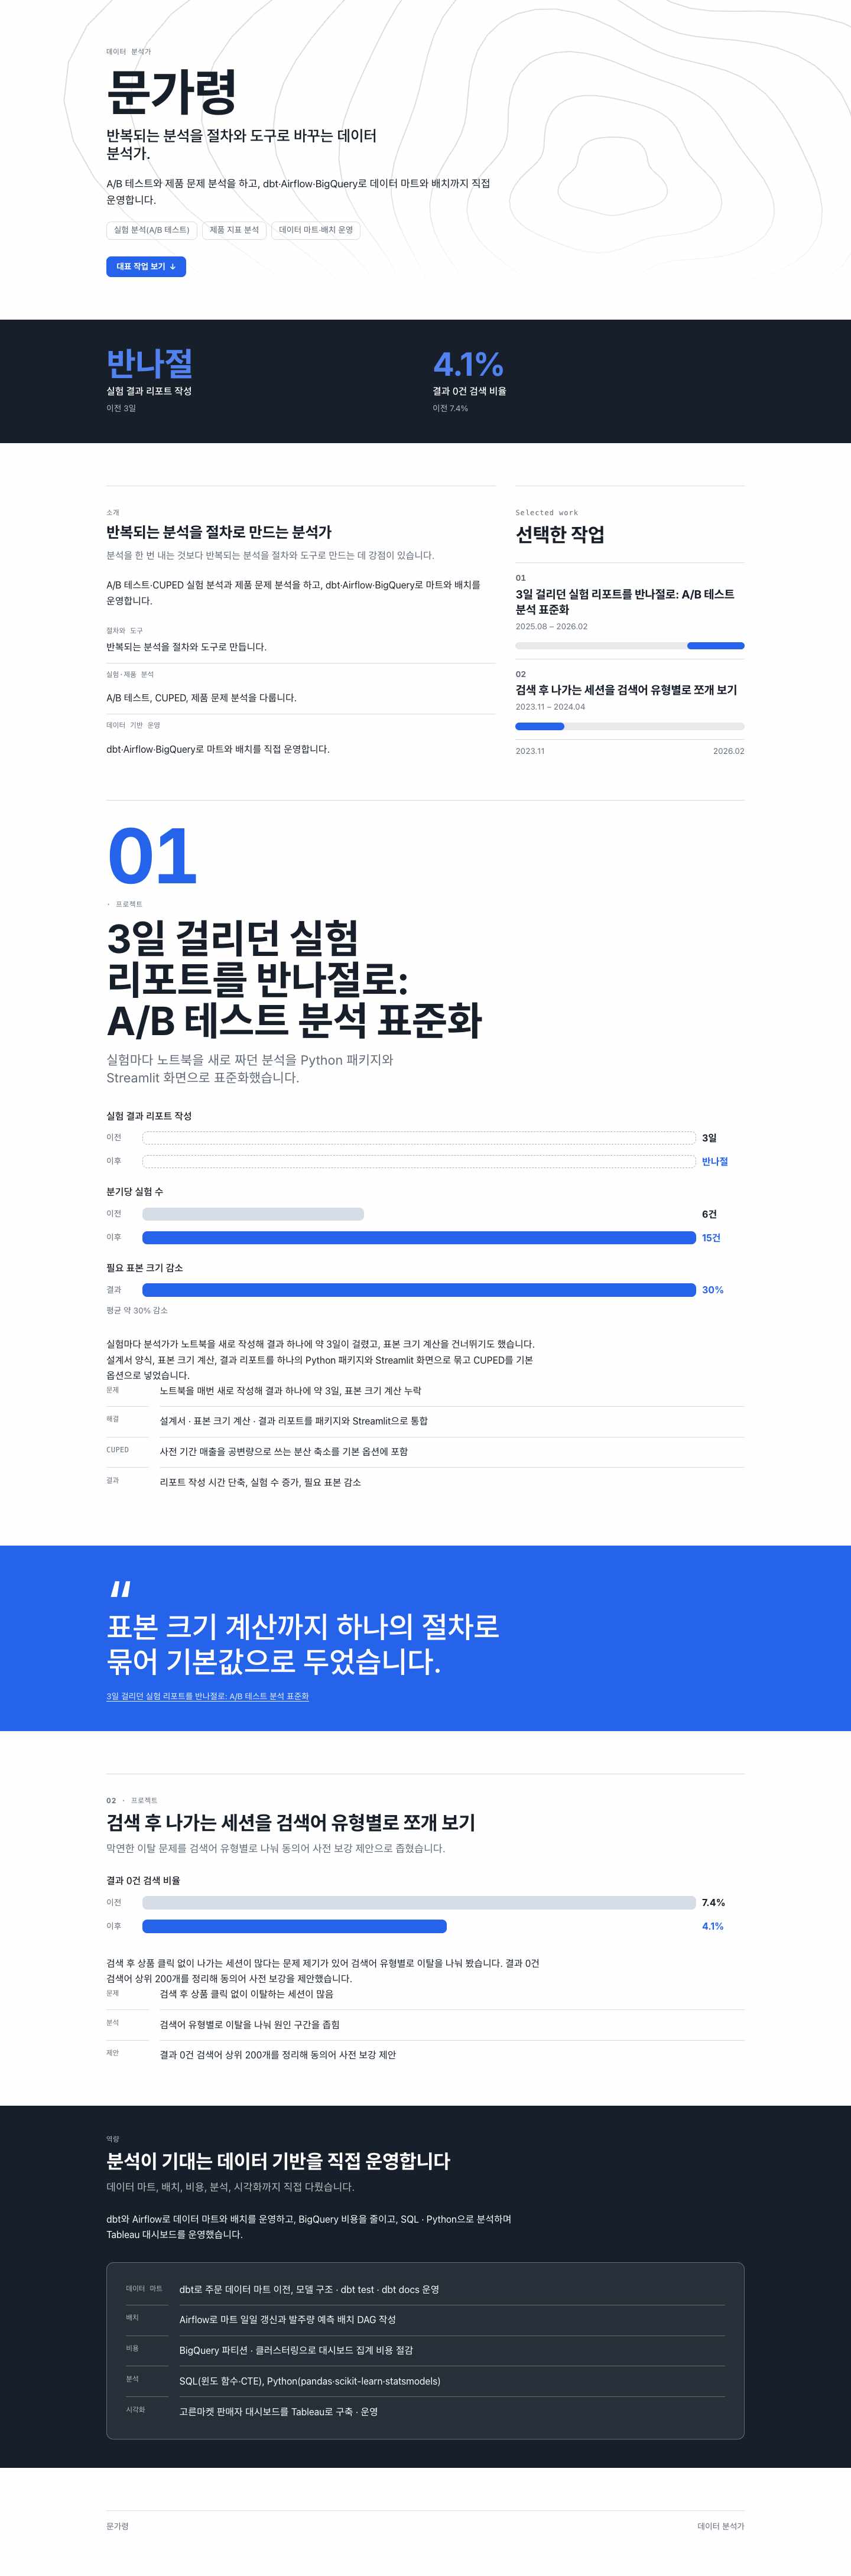 데이터 분석가
문가령
반복되는 분석을 절차와 도구로 바꾸는 데이터
분석가.
A/B 테스트와 제품 문제 분석을 하고, dbt·Airflow·BigQuery로 데이터 마트와 배치까지 직접
운영합니다.
실험 분석(A/B 테스트)
제품 지표 분석
데이터 마트·배치 운영
대표 작업 보기 ↓
반나절
실험 결과 리포트 작성
이전 3일
4.1%
결과 0건 검색 비율
이전 7.4%
소개
반복되는 분석을 절차로 만드는 분석가
분석을 한 번 내는 것보다 반복되는 분석을 절차와 도구로 만드는 데 강점이 있습니다.
A/B 테스트·CUPED 실험 분석과 제품 문제 분석을 하고, dbt·Airflow·BigQuery로 마트와 배치를
운영합니다.
절차와 도구
반복되는 분석을 절차와 도구로 만듭니다.
실험·제품 분석
A/B 테스트, CUPED, 제품 문제 분석을 다룹니다.
데이터 기반 운영
dbt·Airflow·BigQuery로 마트와 배치를 직접 운영합니다.
Selected work
선택한 작업
01
3일 걸리던 실험 리포트를 반나절로: A/B 테스트
분석 표준화
2025.08 – 2026.02
02
검색 후 나가는 세션을 검색어 유형별로 쪼개 보기
2023.11 – 2024.04
2023.11
2026.02
01
· 프로젝트
3일 걸리던 실험
리포트를 반나절로:
A/B 테스트 분석 표준화
실험마다 노트북을 새로 짜던 분석을 Python 패키지와
Streamlit 화면으로 표준화했습니다.
실험 결과 리포트 작성
이전 3일
이후 반나절
분기당 실험 수
이전 6건
이후 15건
필요 표본 크기 감소
결과 30%
평균 약 30% 감소
실험마다 분석가가 노트북을 새로 작성해 결과 하나에 약 3일이 걸렸고, 표본 크기 계산을 건너뛰기도 했습니다.
설계서 양식, 표본 크기 계산, 결과 리포트를 하나의 Python 패키지와 Streamlit 화면으로 묶고 CUPED를 기본
옵션으로 넣었습니다.
문제 노트북을 매번 새로 작성해 결과 하나에 약 3일, 표본 크기 계산 누락
해결 설계서 · 표본 크기 계산 · 결과 리포트를 패키지와 Streamlit으로 통합
CUPED 사전 기간 매출을 공변량으로 쓰는 분산 축소를 기본 옵션에 포함
결과 리포트 작성 시간 단축, 실험 수 증가, 필요 표본 감소
"
표본 크기 계산까지 하나의 절차로
묶어 기본값으로 두었습니다.
3일 걸리던 실험 리포트를 반나절로: A/B 테스트 분석 표준화
02 · 프로젝트
검색 후 나가는 세션을 검색어 유형별로 쪼개 보기
막연한 이탈 문제를 검색어 유형별로 나눠 동의어 사전 보강 제안으로 좁혔습니다.
결과 0건 검색 비율
이전 7.4%
이후 4.1%
검색 후 상품 클릭 없이 나가는 세션이 많다는 문제 제기가 있어 검색어 유형별로 이탈을 나눠 봤습니다. 결과 0건
검색어 상위 200개를 정리해 동의어 사전 보강을 제안했습니다.
문제 검색 후 상품 클릭 없이 이탈하는 세션이 많음
분석 검색어 유형별로 이탈을 나눠 원인 구간을 좁힘
제안 결과 0건 검색어 상위 200개를 정리해 동의어 사전 보강 제안
역량
분석이 기대는 데이터 기반을 직접 운영합니다
데이터 마트, 배치, 비용, 분석, 시각화까지 직접 다뤘습니다.
dbt와 Airflow로 데이터 마트와 배치를 운영하고, BigQuery 비용을 줄이고, SQL · Python으로 분석하며
Tableau 대시보드를 운영했습니다.
데이터 마트 dbt로 주문 데이터 마트 이전, 모델 구조 · dbt test · dbt docs 운영
배치 Airflow로 마트 일일 갱신과 발주량 예측 배치 DAG 작성
비용 BigQuery 파티션 · 클러스터링으로 대시보드 집계 비용 절감
분석 SQL(윈도 함수·CTE), Python(pandas·scikit-learn·statsmodels)
시각화 고른마켓 판매자 대시보드를 Tableau로 구축 · 운영
문가령
데이터 분석가